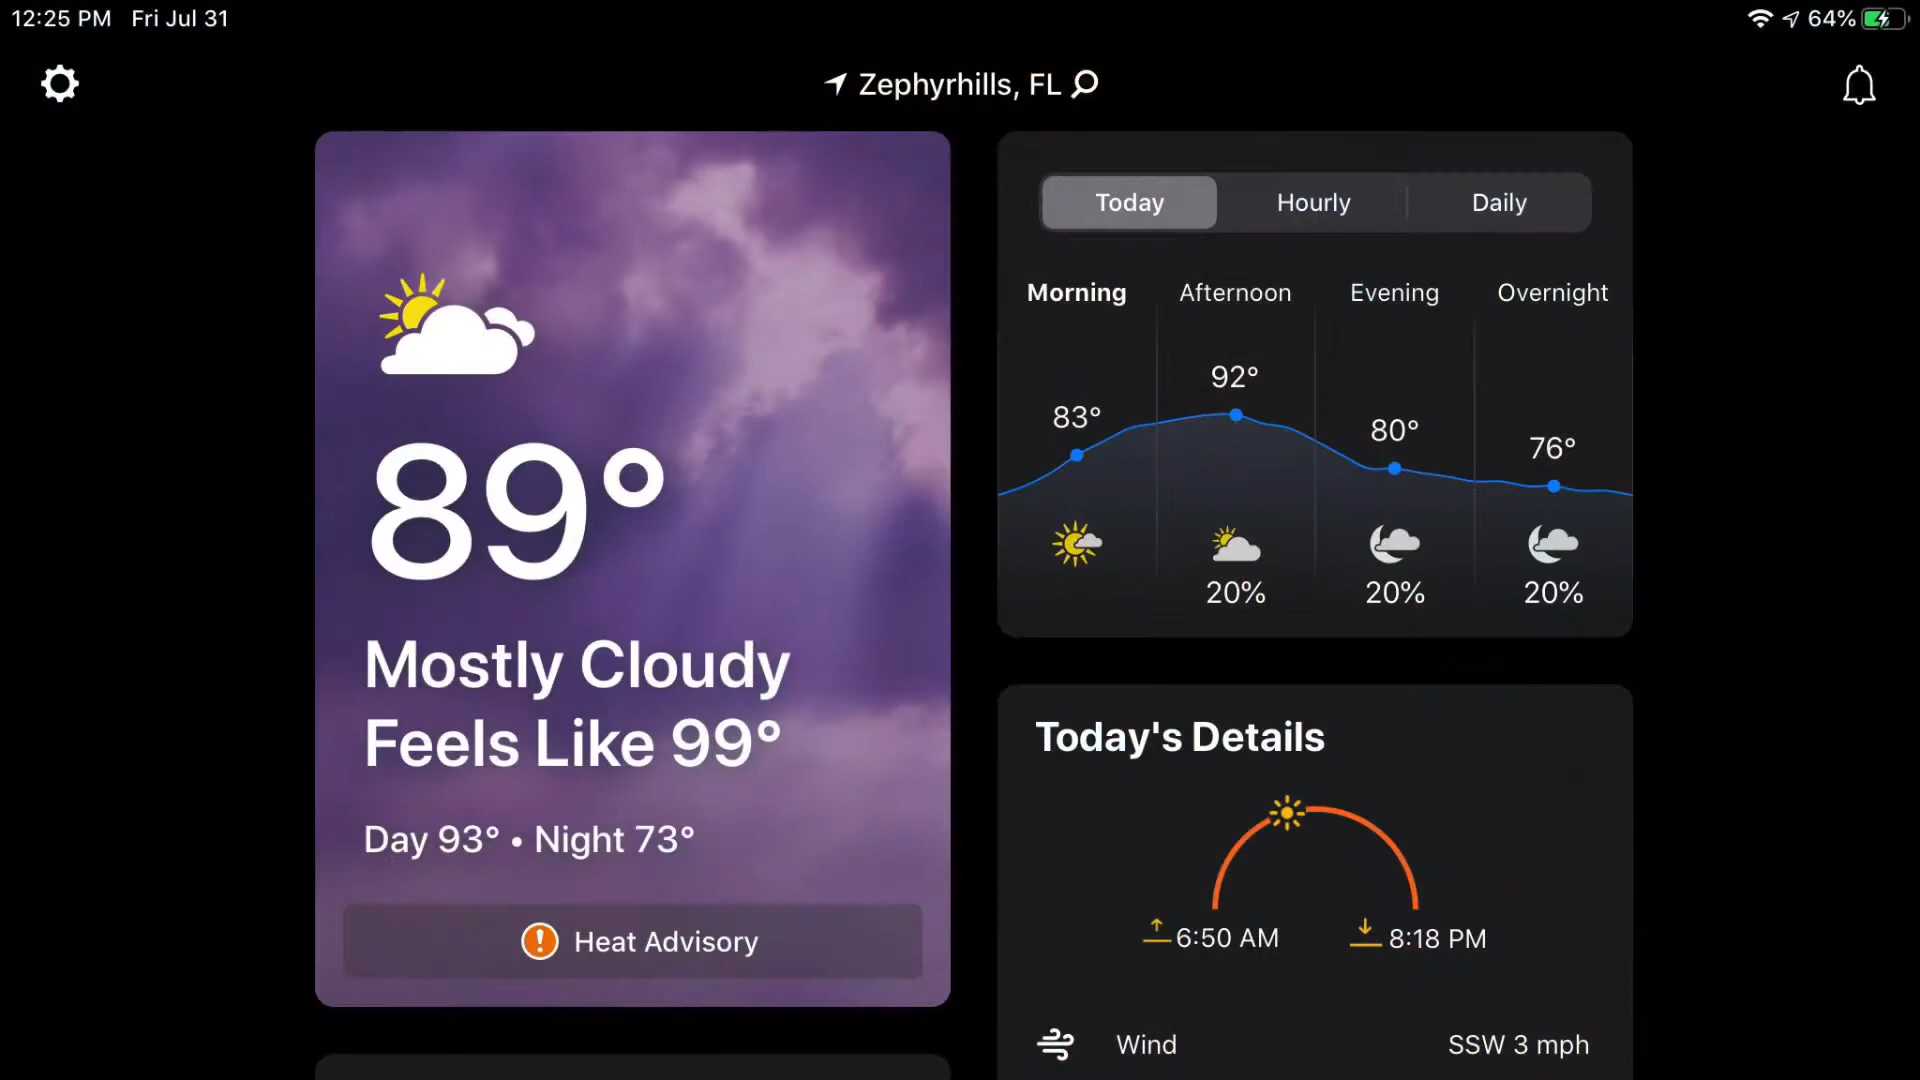 12:25 PM Fri Jul 31
64%
Zephyrhills, FL
89°
Mostly Cloudy
Feels Like 99°
Day 93° • Night 73°
Heat Advisory
Today Hourly Daily
Morning Afternoon Evening Overnight
83° 92° 80° 76°
20% 20% 20%
Today's Details
6:50 AM 8:18 PM
Wind SSW 3 mph